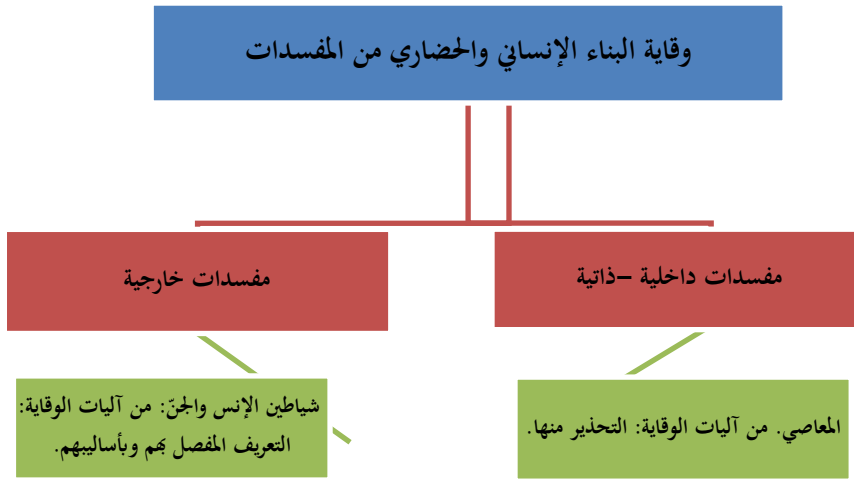 وقاية البناء الإنساني والحضاري من المفسدات
مفسدات داخلية –ذاتية
مفسدات خارجية
المعاصي. من آليات الوقاية: التحذير منها.
شياطين الإنس والجنّ: من آليات الوقاية:
التعريف المفصل بهم وبأساليبهم.